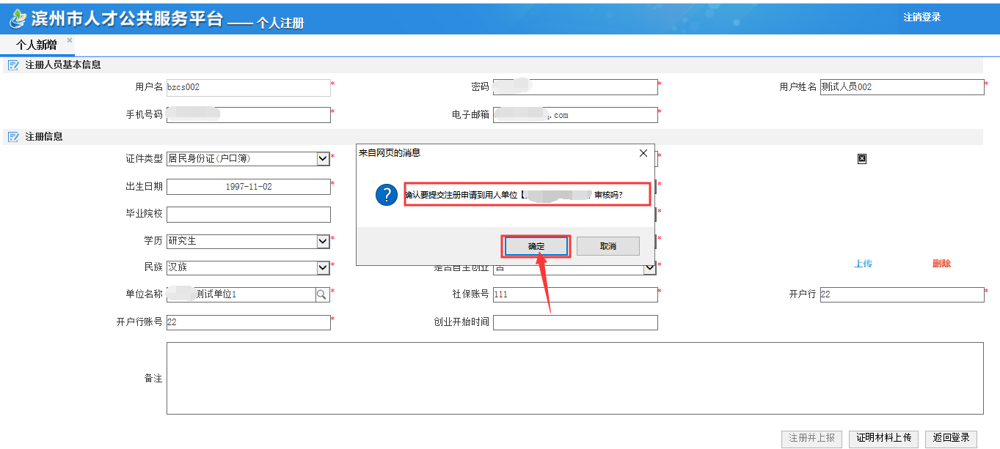 滨州市人才公共服务平台 —— 个人注册 注销登录
个人新增 ×
注册人员基本信息
用户名 bzcs002 * 密码 * 用户姓名 测试人员002 *
手机号码 * 电子邮箱 .com *
注册信息
证件类型 居民身份证(户口簿) * *
出生日期 1997-11-02 * *
毕业院校 *
学历 研究生 * *
民族 汉族 * 是否自主创业 否 * 上传 删除
来自网页的消息
确认要提交注册申请到用人单位【 】审核吗?
确定 取消
单位名称 测试单位1 * 社保账号 111 * 开户行 22 *
开户行账号 22 * 创业开始时间
备注
注册并上报 证明材料上传 返回登录